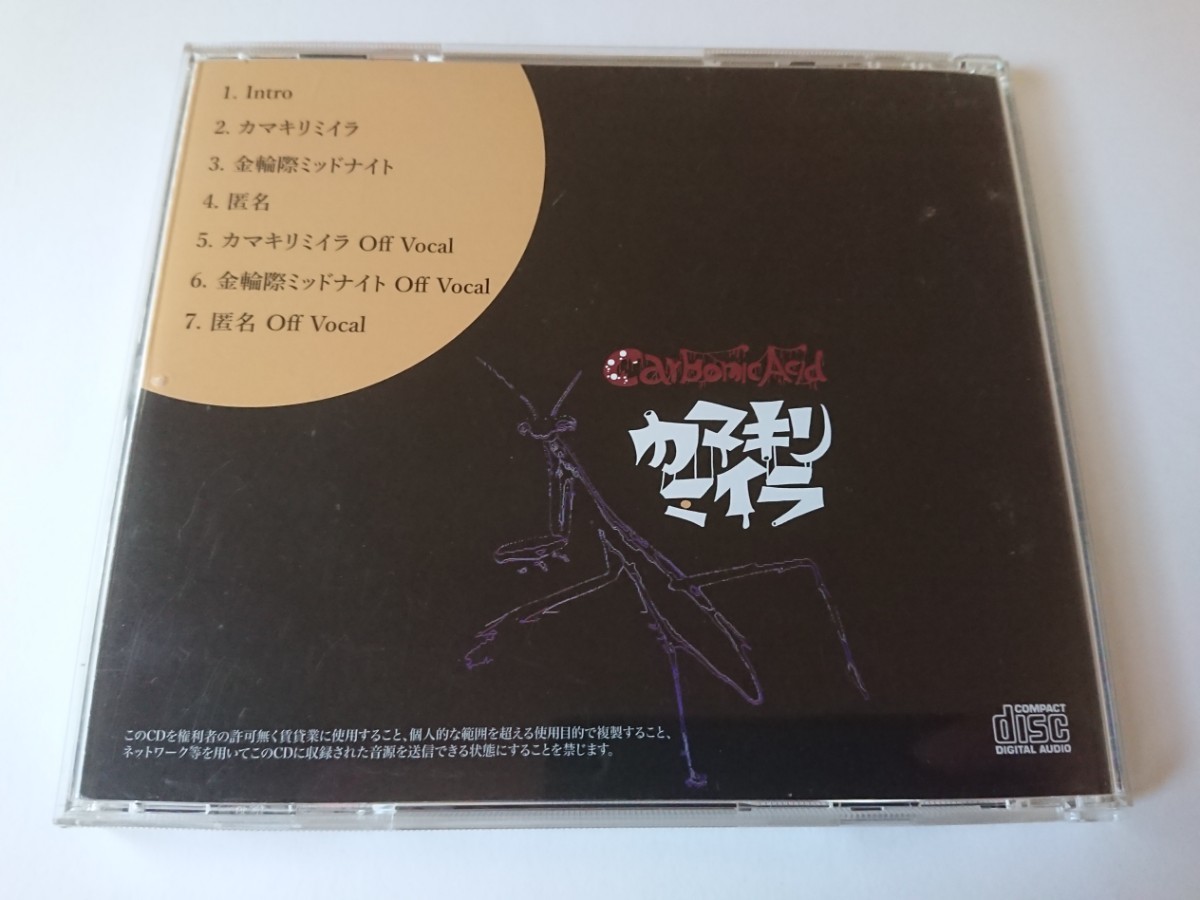 1. Intro
2. カマキリミイラ
3. 金輪際ミッドナイト
4. 匿名
5. カマキリミイラ Off Vocal
6. 金輪際ミッドナイト Off Vocal
7. 匿名 Off Vocal
Carbonic Acid
カマキリ
ミイラ
このCDを権利者の許可無く賃貸業に使用すること、個人的な範囲を超える使用目的で複製すること、
ネットワーク等を用いてこのCDに収録された音源を送信できる状態にすることを禁じます。
COMPACT
disc
DIGITAL AUDIO